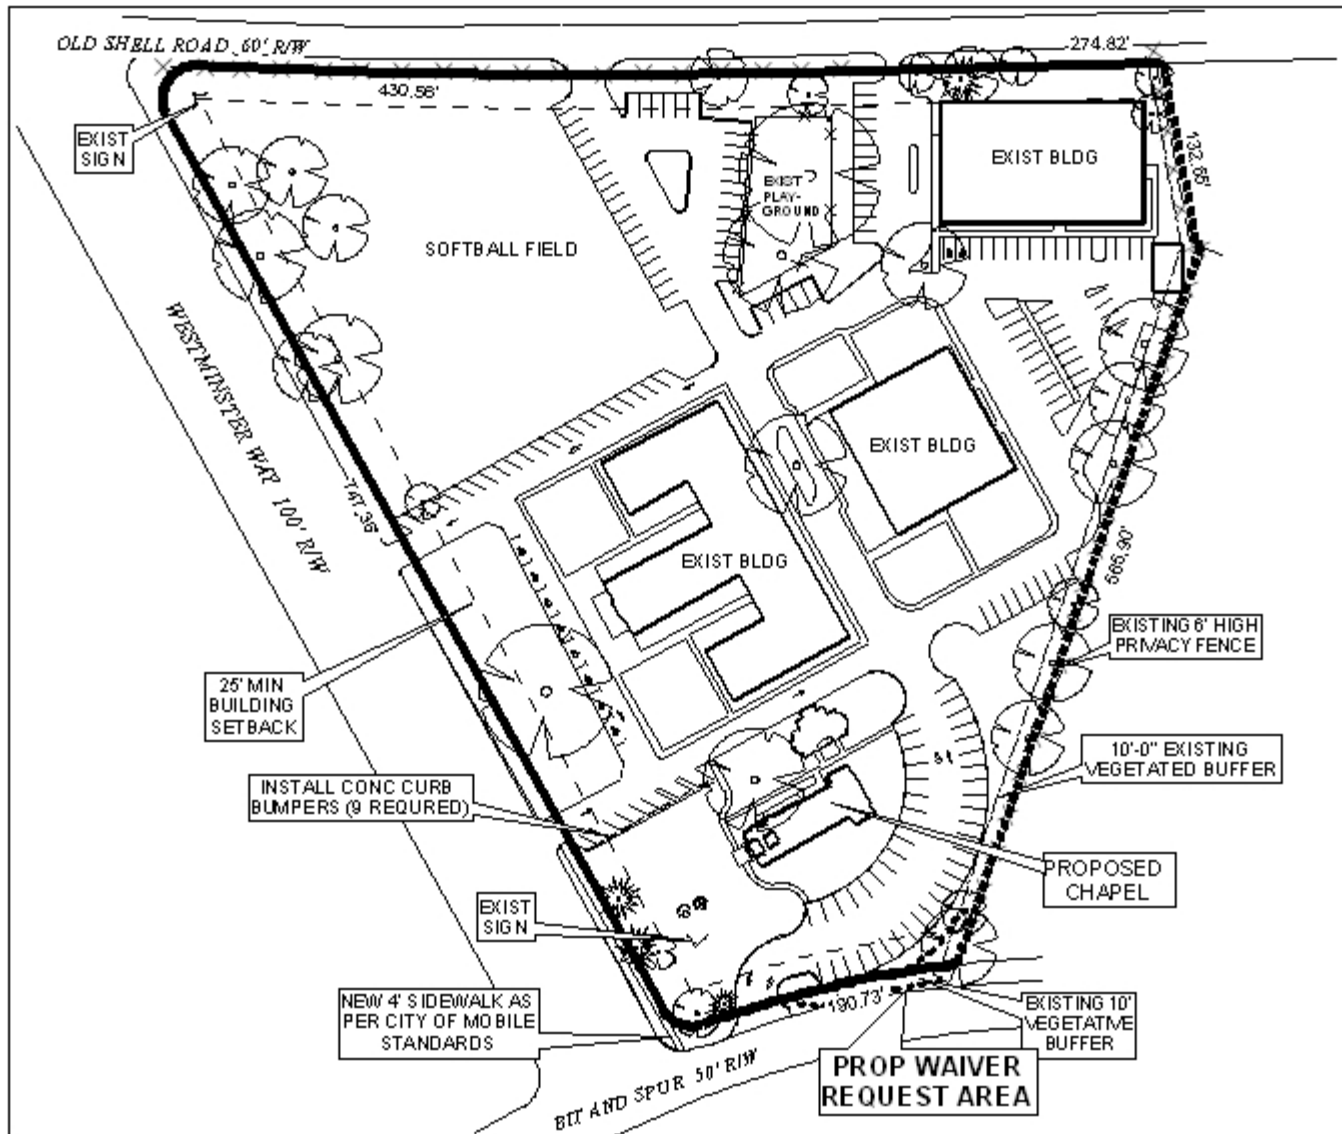 OLD SHELL ROAD 60' R/W
274.82'
430.56'
EXIST
SIGN
EXIST BLDG
132.55'
EXIST
PLAY-
GROUND
SOFTBALL FIELD
WESTMINSTER WAY 100' R/W
747.36'
EXIST BLDG
EXIST BLDG
565.90'
EXISTING 6' HIGH
PRIVACY FENCE
25' MIN
BUILDING
SETBACK
10'-0" EXISTING
VEGETATED BUFFER
INSTALL CONC CURB
BUMPERS (9 REQURED)
PROPOSED
CHAPEL
EXIST
SIGN
NEW 4' SIDEWALK AS
PER CITY OF MOBILE
STANDARDS
190.73'
EXISTING 10'
VEGETATIVE
BUFFER
PROP WAIVER
REQUEST AREA
BIT AND SPUR 50' R/W